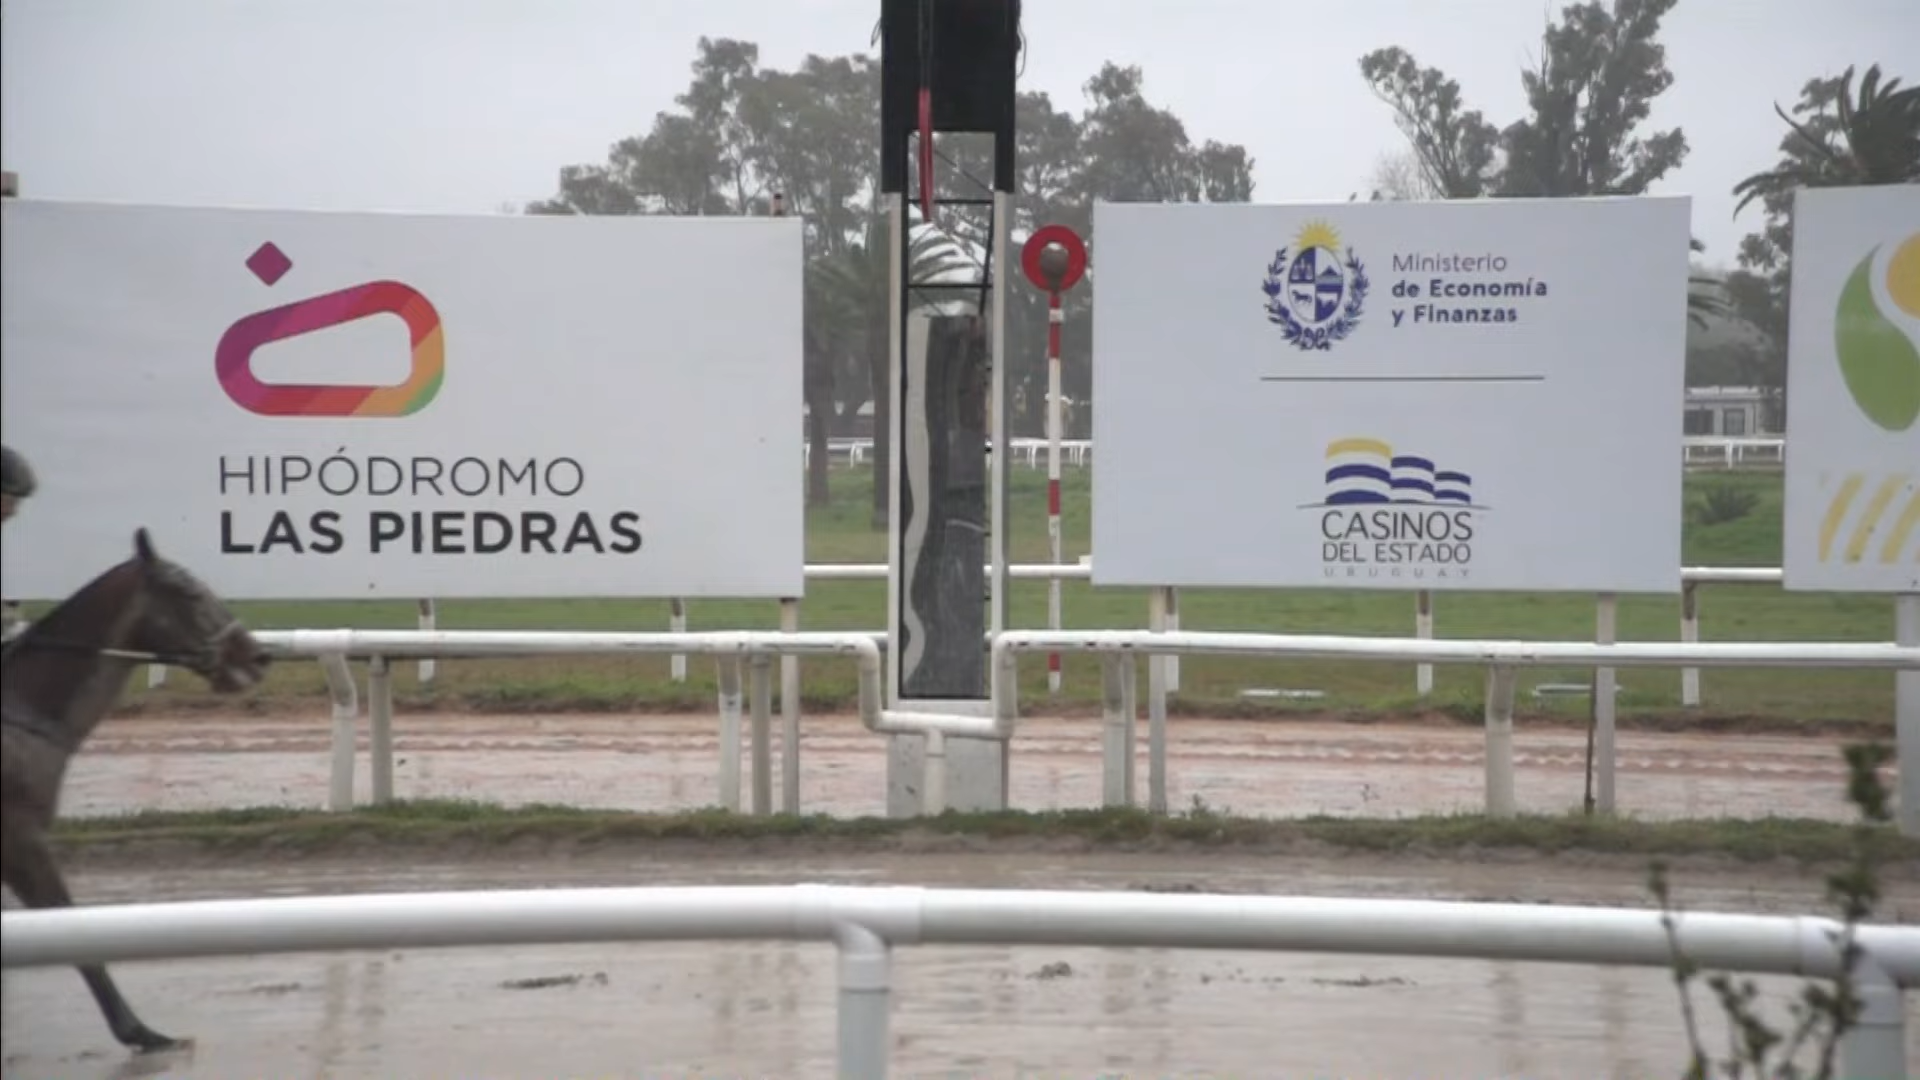 HIPÓDROMO
LAS PIEDRAS
Ministerio
de Economía
y Finanzas
CASINOS
DEL ESTADO
URUGUAY